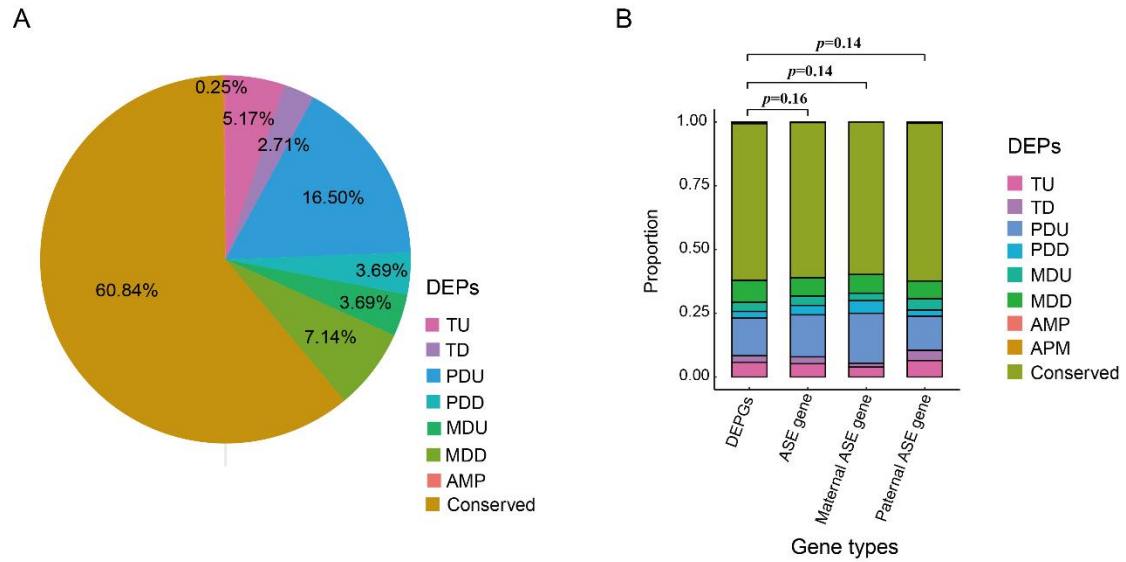 A
0.25%
5.17%
2.71%
16.50%
3.69%
3.69%
7.14%
60.84%
DEPs
TU
TD
PDU
PDD
MDU
MDD
AMP
Conserved
B
p=0.14
p=0.14
p=0.16
1.00
0.75
0.50
0.25
0.00
Proportion
DEPGs
ASE gene
Maternal ASE gene
Paternal ASE gene
Gene types
DEPs
TU
TD
PDU
PDD
MDU
MDD
AMP
APM
Conserved